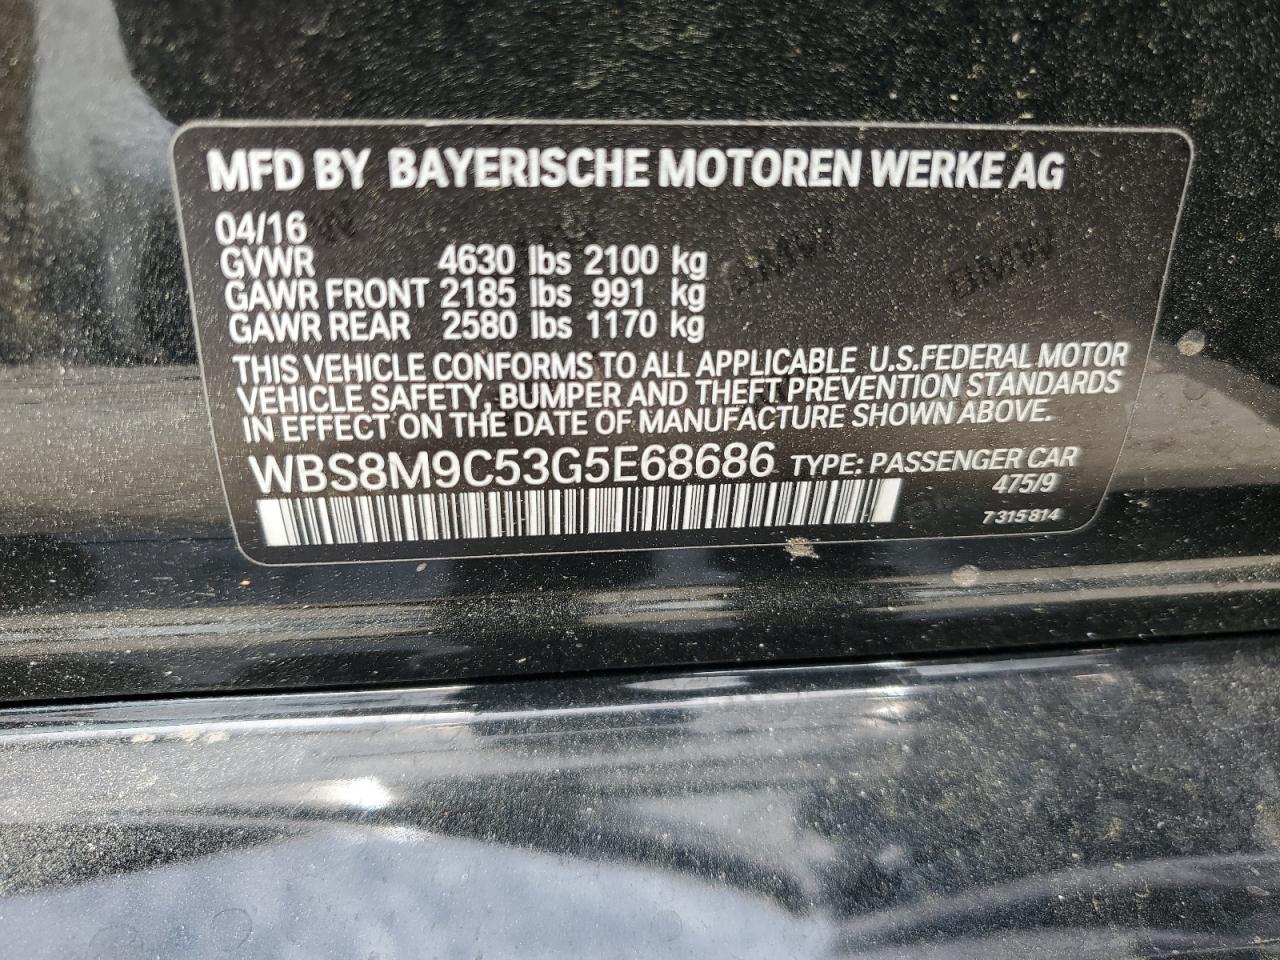 MFD BY BAYERISCHE MOTOREN WERKE AG
04/16
GVWR 4630 lbs 2100 kg
GAWR FRONT 2185 lbs 991 kg
GAWR REAR 2580 lbs 1170 kg
THIS VEHICLE CONFORMS TO ALL APPLICABLE U.S.FEDERAL MOTOR
VEHICLE SAFETY, BUMPER AND THEFT PREVENTION STANDARDS
IN EFFECT ON THE DATE OF MANUFACTURE SHOWN ABOVE.
WBS8M9C53G5E68686 TYPE: PASSENGER CAR
475/9
7315814
BMW
BMW